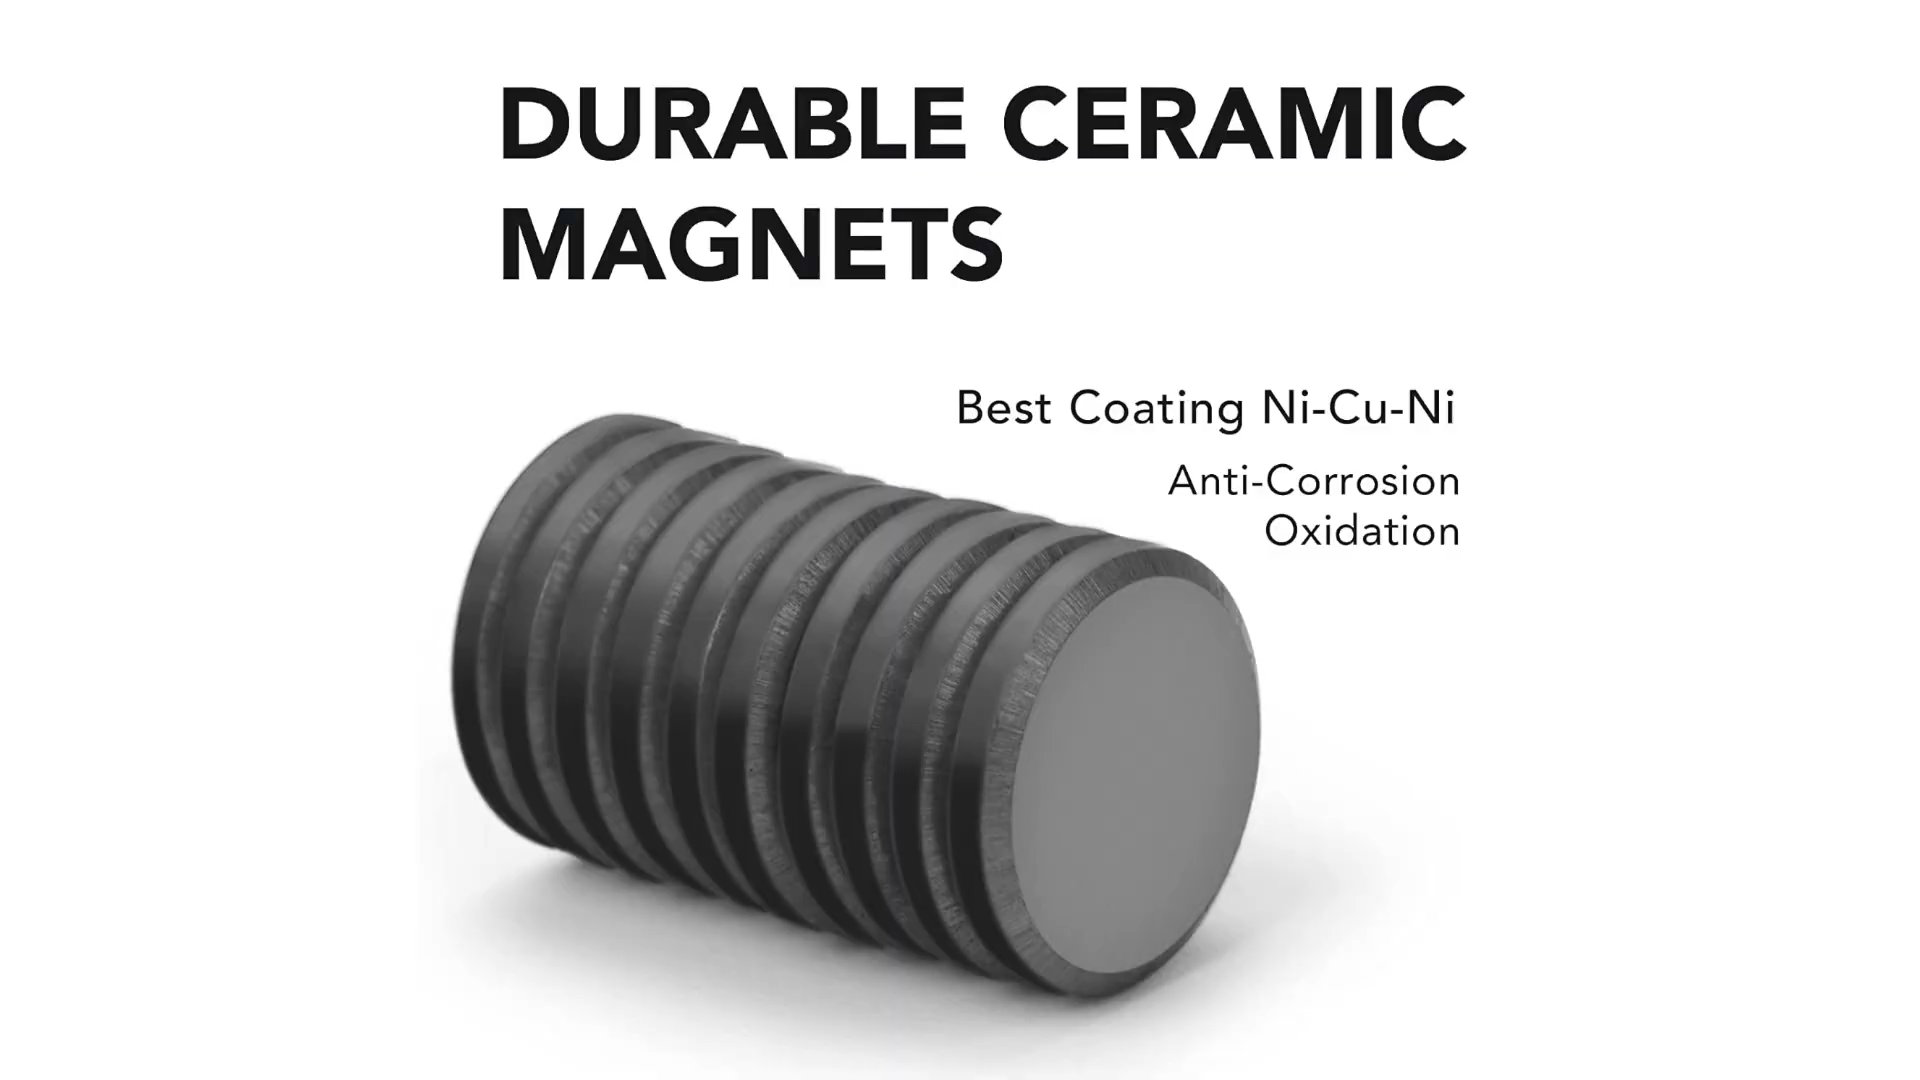 DURABLE CERAMIC
MAGNETS
Best Coating Ni-Cu-Ni
Anti-Corrosion
Oxidation